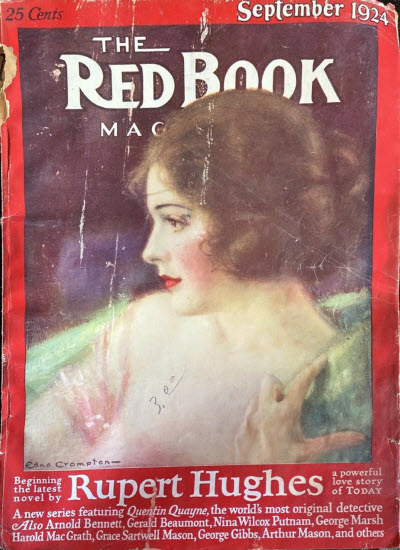 25 Cents
September 1924
THE
RED BOOK
MAG
3.00
Edna Crompton
Beginning the latest novel by
Rupert Hughes
a powerful love story of TODAY
A new series featuring Quentin Quayne, the world's most original detective
Also Arnold Bennett, Gerald Beaumont, Nina Wilcox Putnam, George Marsh
Harold MacGrath, Grace Sartwell Mason, George Gibbs, Arthur Mason, and others